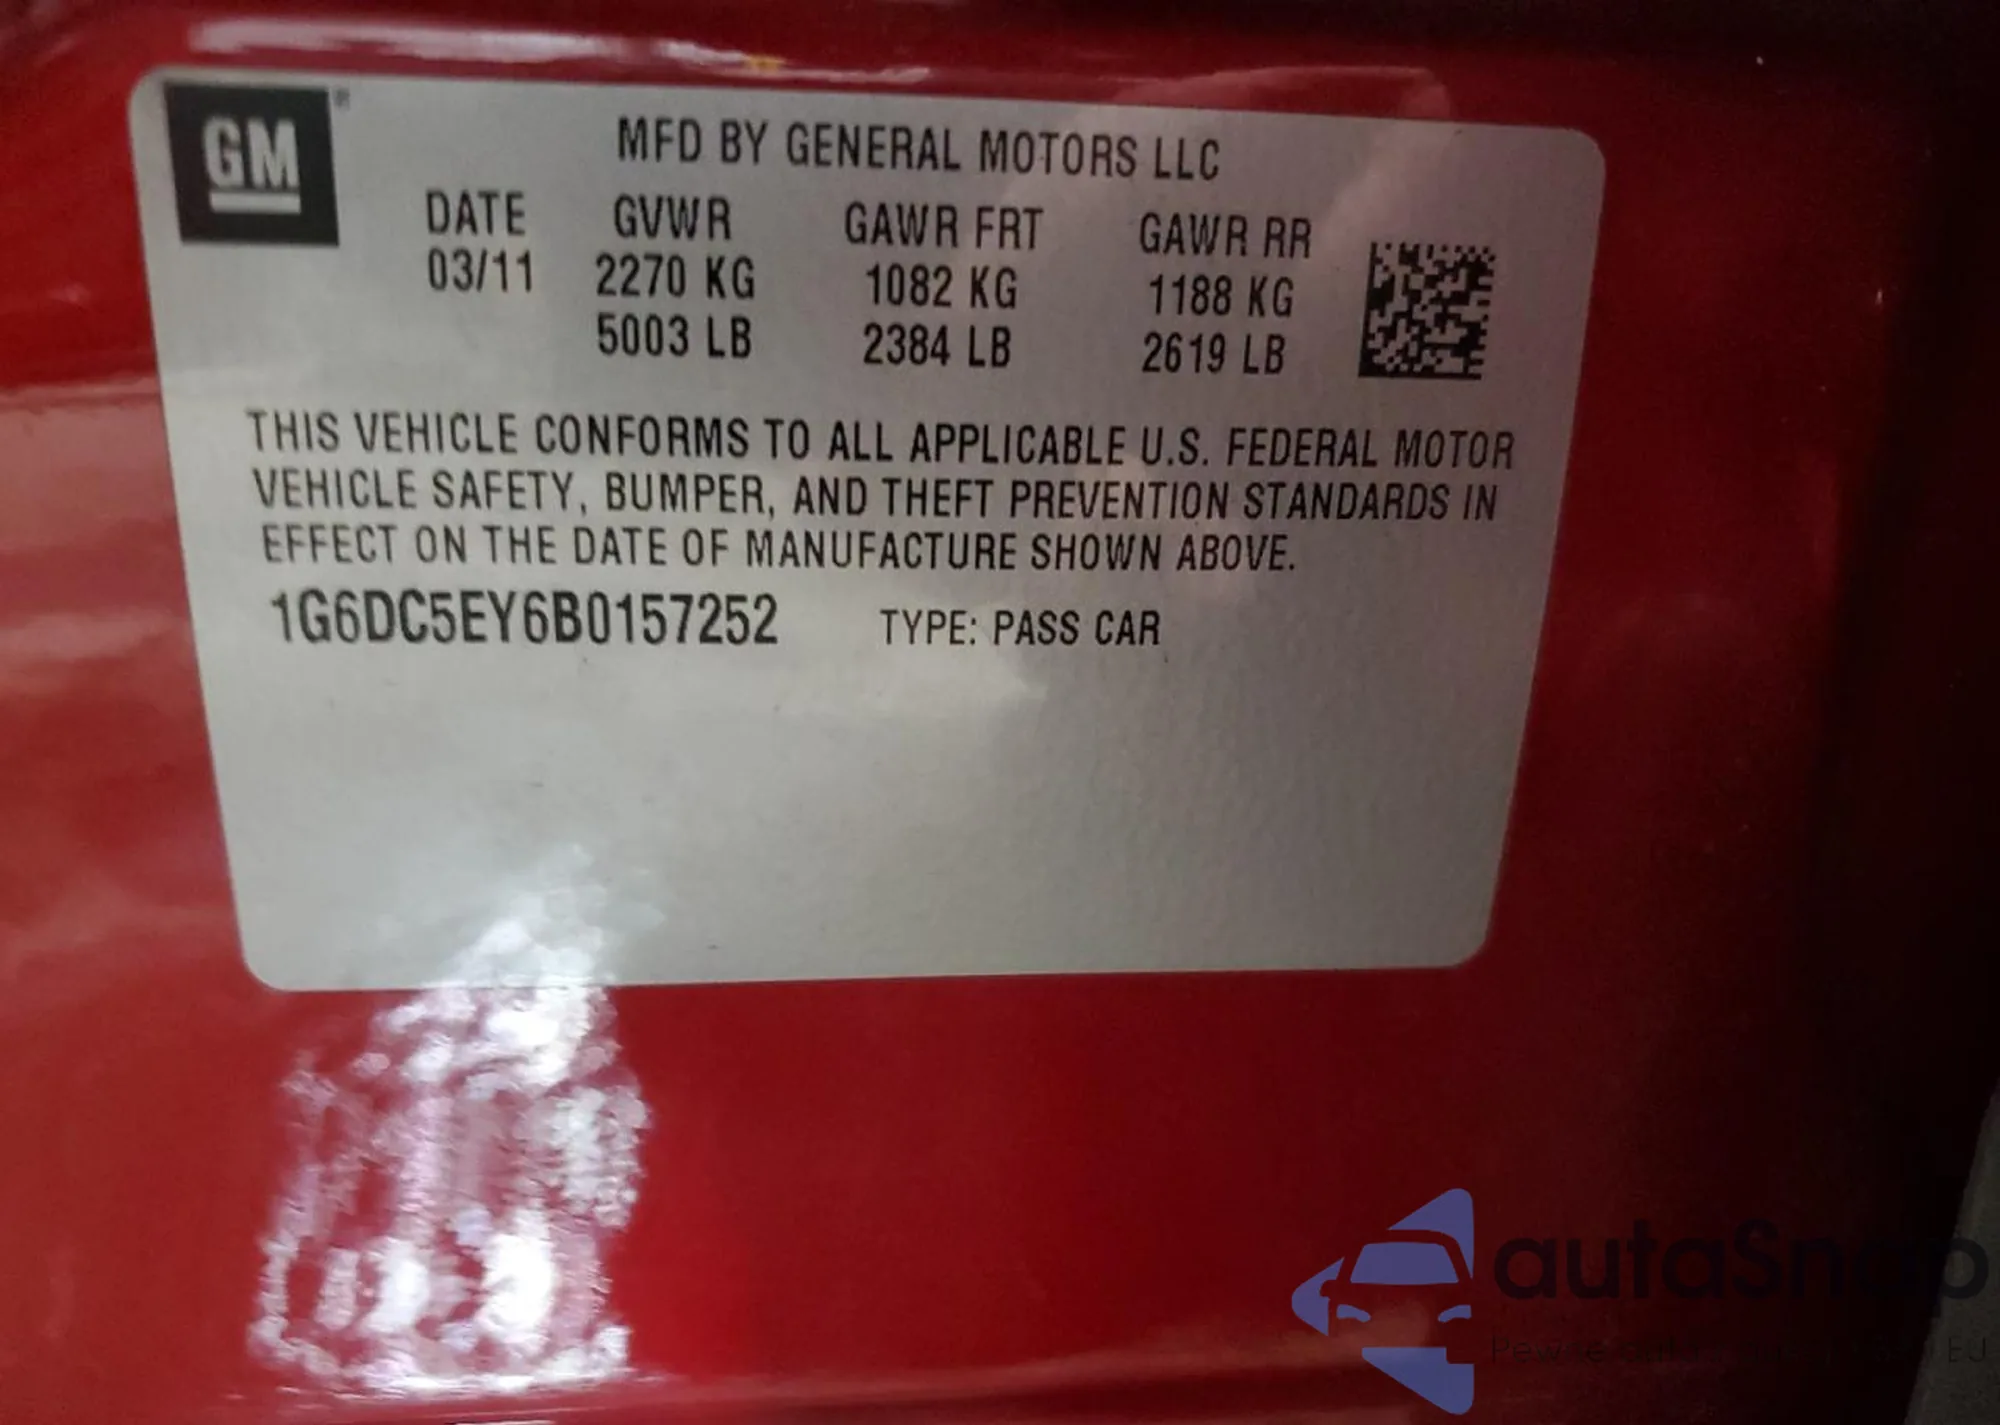 GM®
MFD BY GENERAL MOTORS LLC
DATE GVWR GAWR FRT GAWR RR
03/11 2270 KG 1082 KG 1188 KG
5003 LB 2384 LB 2619 LB
THIS VEHICLE CONFORMS TO ALL APPLICABLE U.S. FEDERAL MOTOR
VEHICLE SAFETY, BUMPER, AND THEFT PREVENTION STANDARDS IN
EFFECT ON THE DATE OF MANUFACTURE SHOWN ABOVE.
1G6DC5EY6B0157252 TYPE: PASS CAR
autaSnap
EU